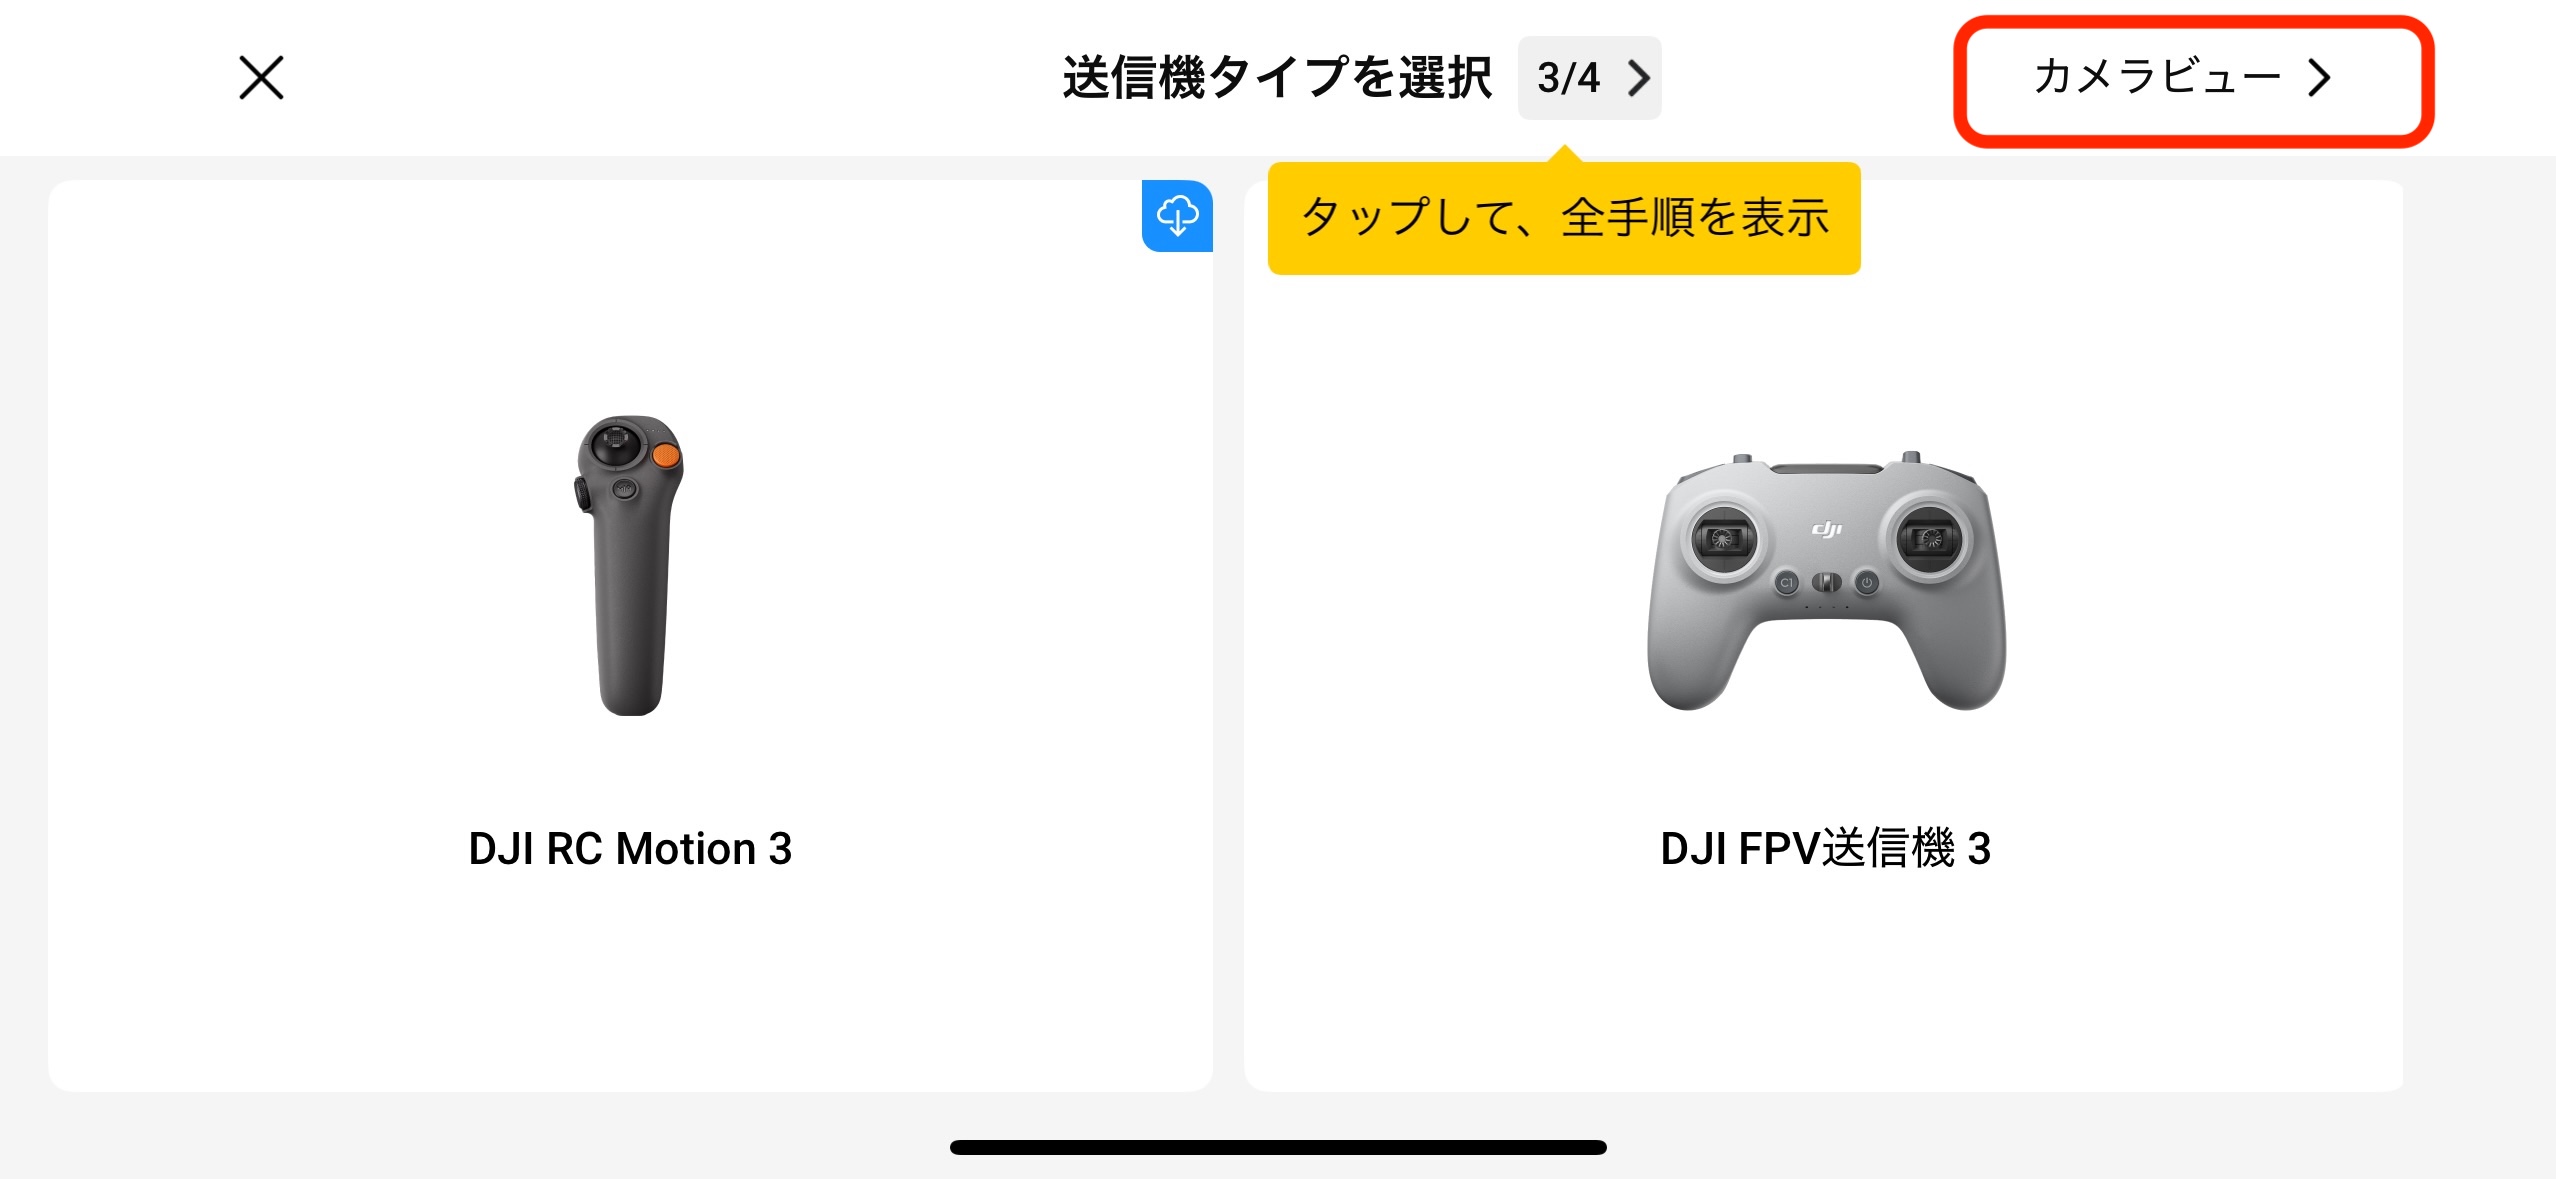 送信機タイプを選択 3/4
カメラビュー
タップして、全手順を表示
dji
C1
DJI RC Motion 3
DJI FPV送信機 3